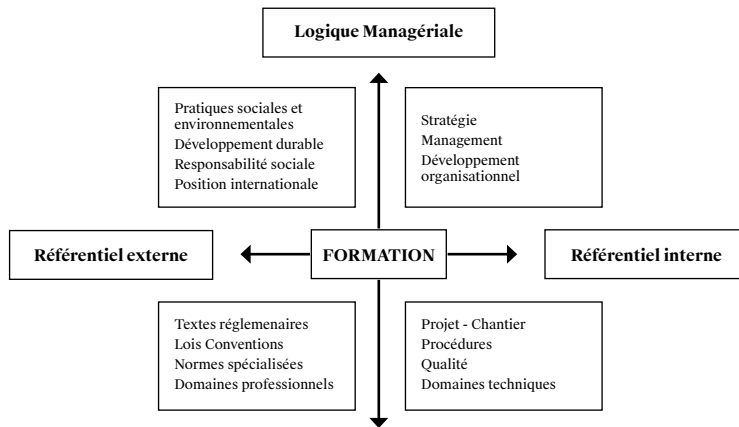 Logique Managériale
Pratiques sociales et
environnementales
Développement durable
Responsabilité sociale
Position internationale
Stratégie
Management
Développement
organisationnel
Référentiel externe
FORMATION
Référentiel interne
Textes réglemenaires
Lois Conventions
Normes spécialisées
Domaines professionnels
Projet - Chantier
Procédures
Qualité
Domaines techniques